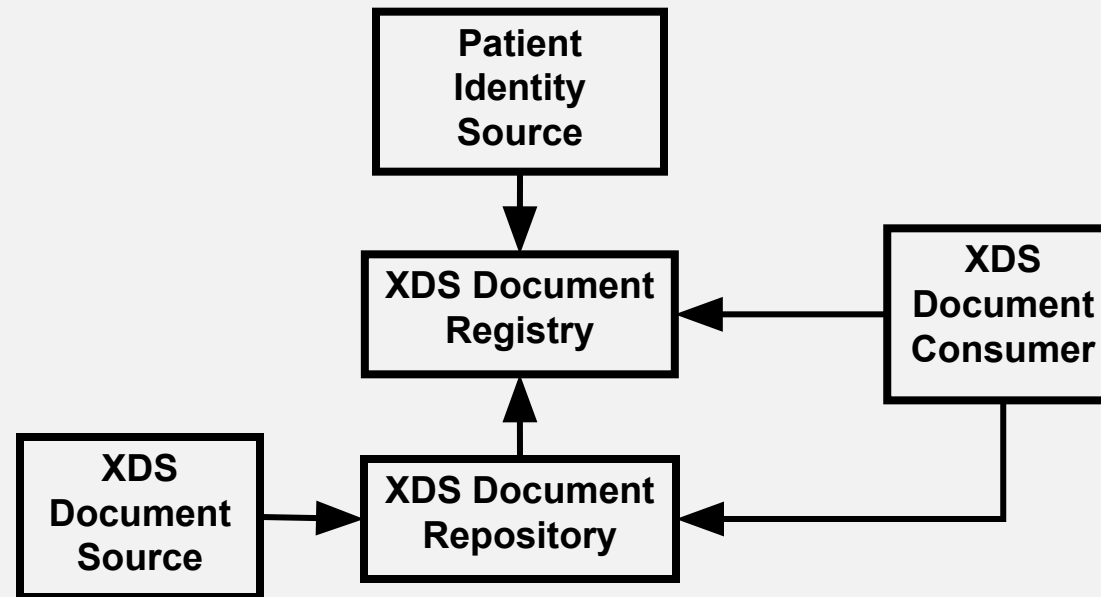 Patient
Identity
Source
XDS Document
Registry
XDS
Document
Consumer
XDS
Document
Source
XDS Document
Repository